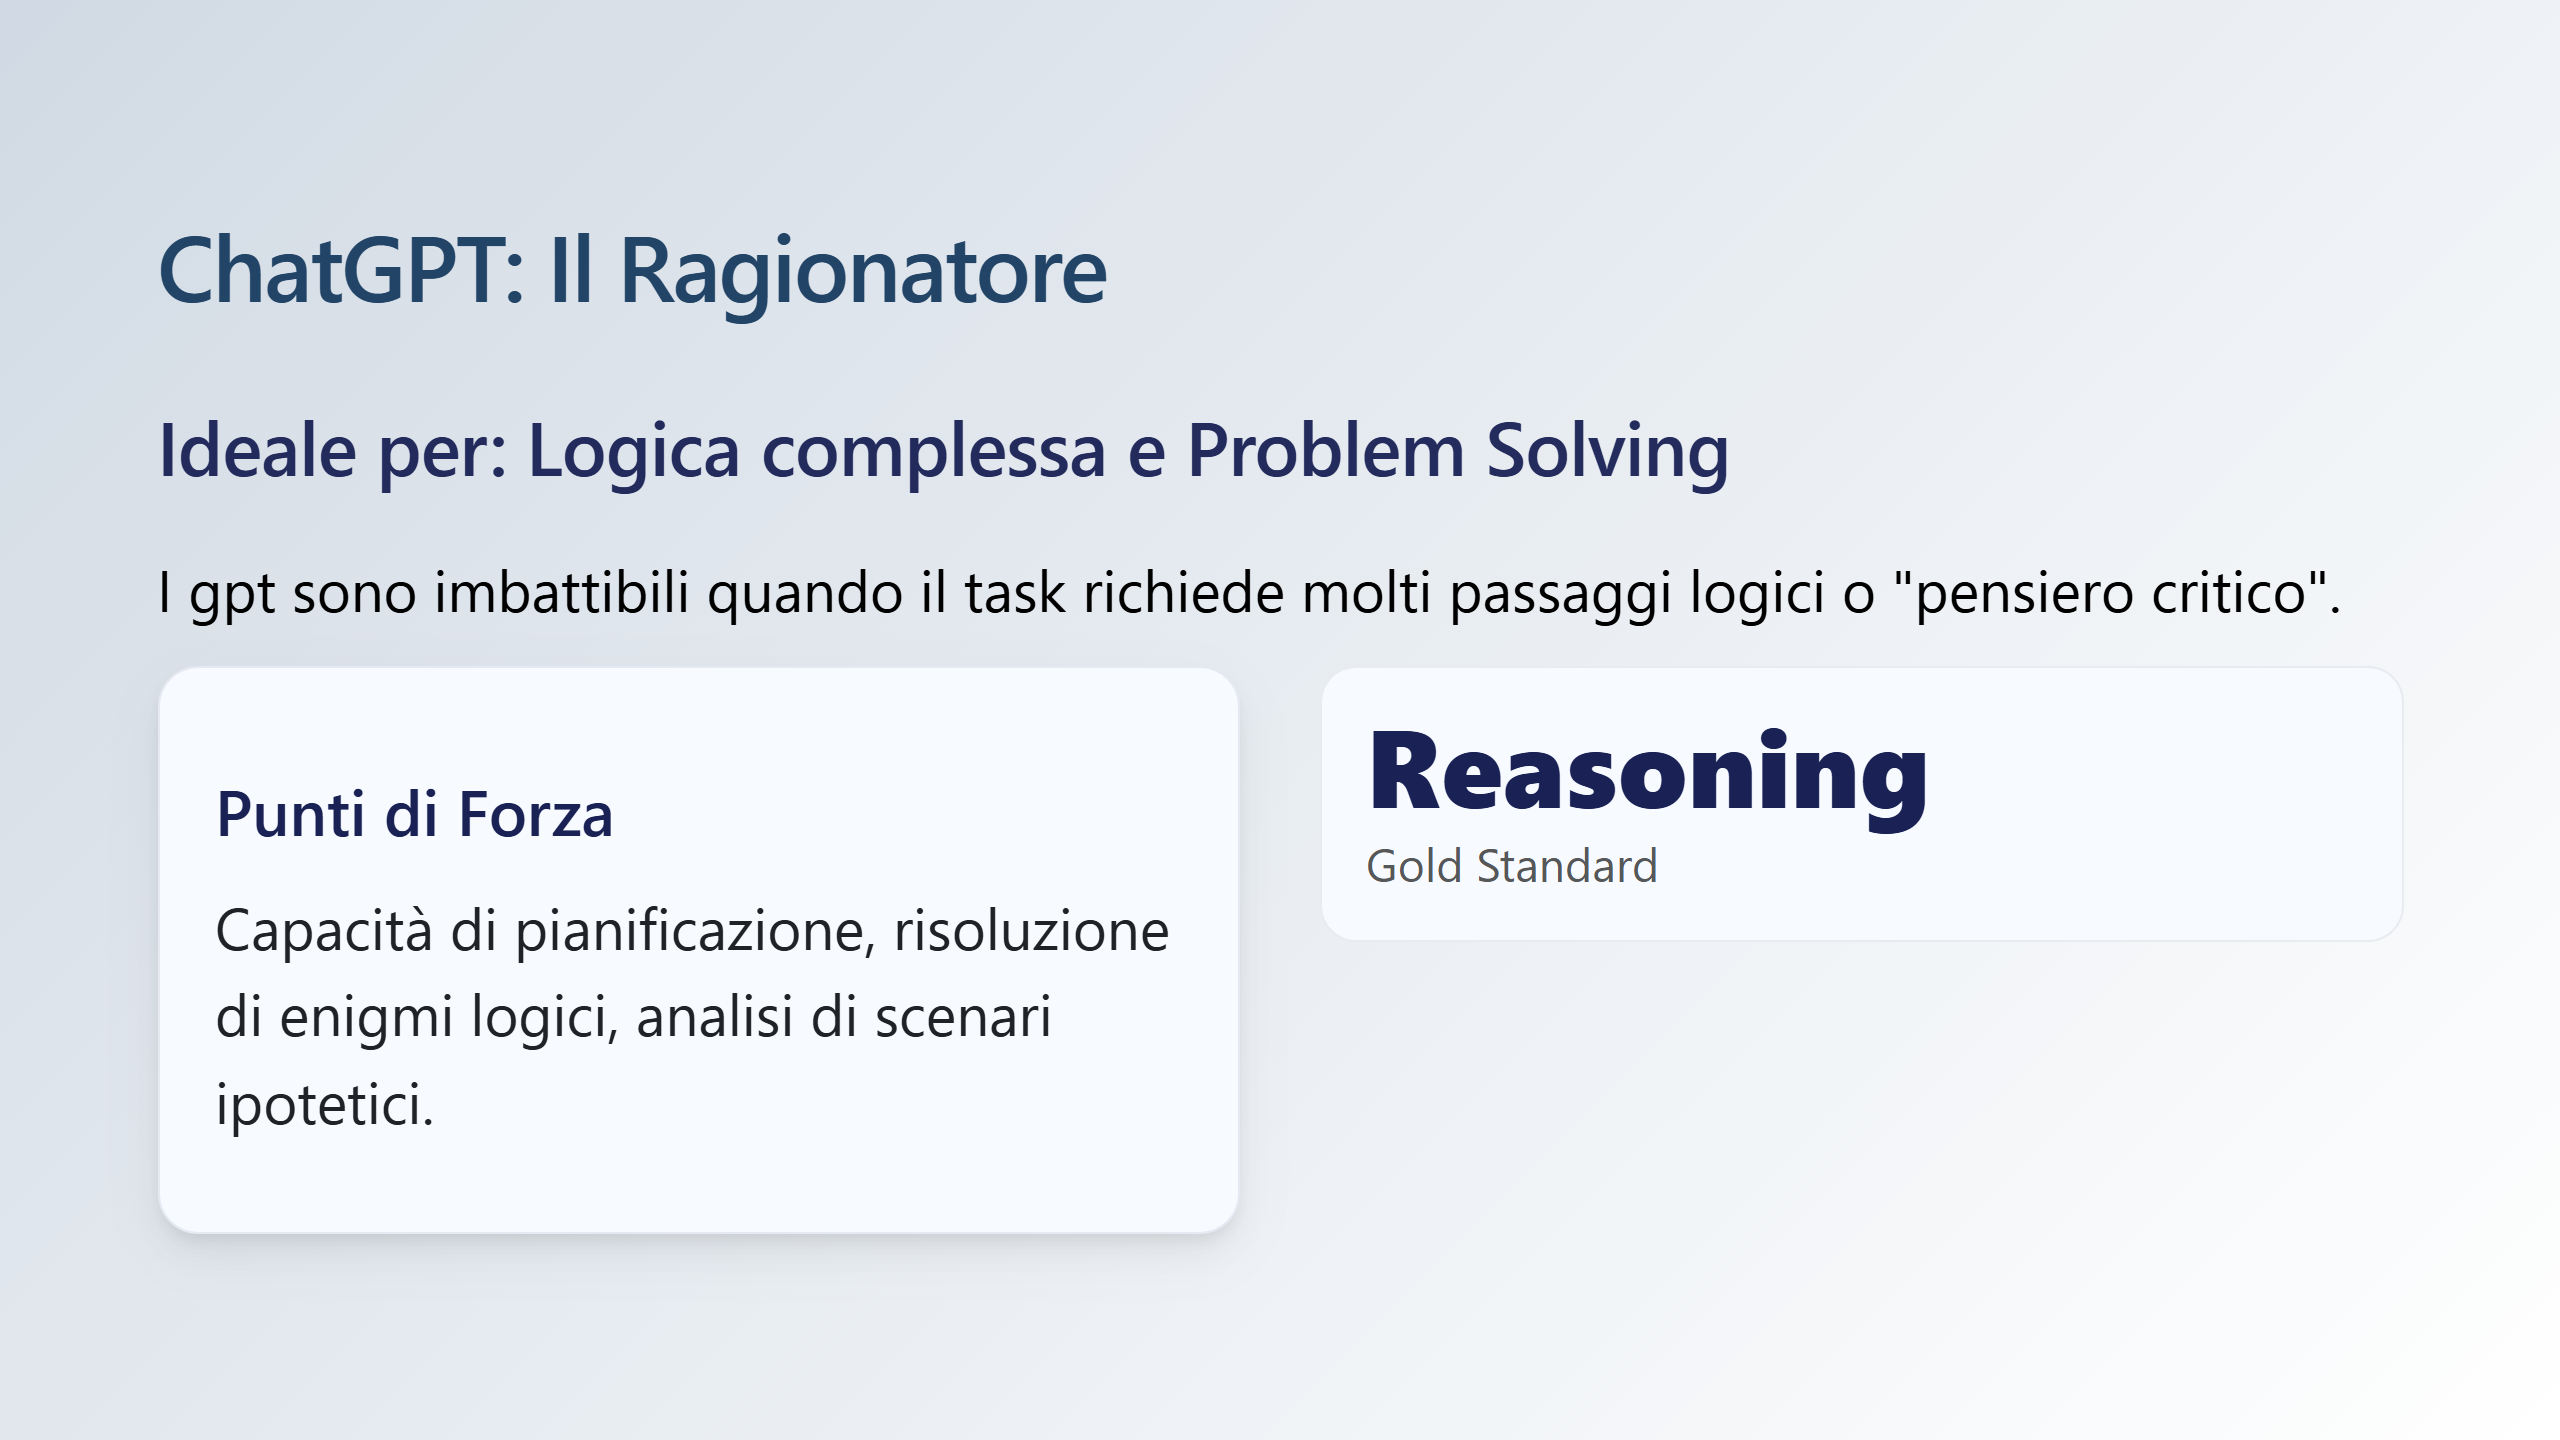 ChatGPT: Il Ragionatore
Ideale per: Logica complessa e Problem Solving
I gpt sono imbattibili quando il task richiede molti passaggi logici o "pensiero critico".
Punti di Forza
Capacità di pianificazione, risoluzione
di enigmi logici, analisi di scenari
ipotetici.
Reasoning
Gold Standard